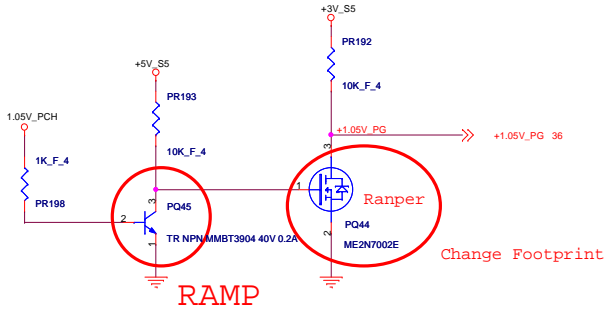 +3V_S5
PR192
10K_F_4
+5V_S5
PR193
10K_F_4
1.05V_PCH
1K_F_4
PR198
+1.05V_PG
+1.05V_PG 36
3
1
2
Ranper
PQ44
ME2N7002E
Change Footprint
3
2
1
PQ45
TR NPN MMBT3904 40V 0.2A
RAMP